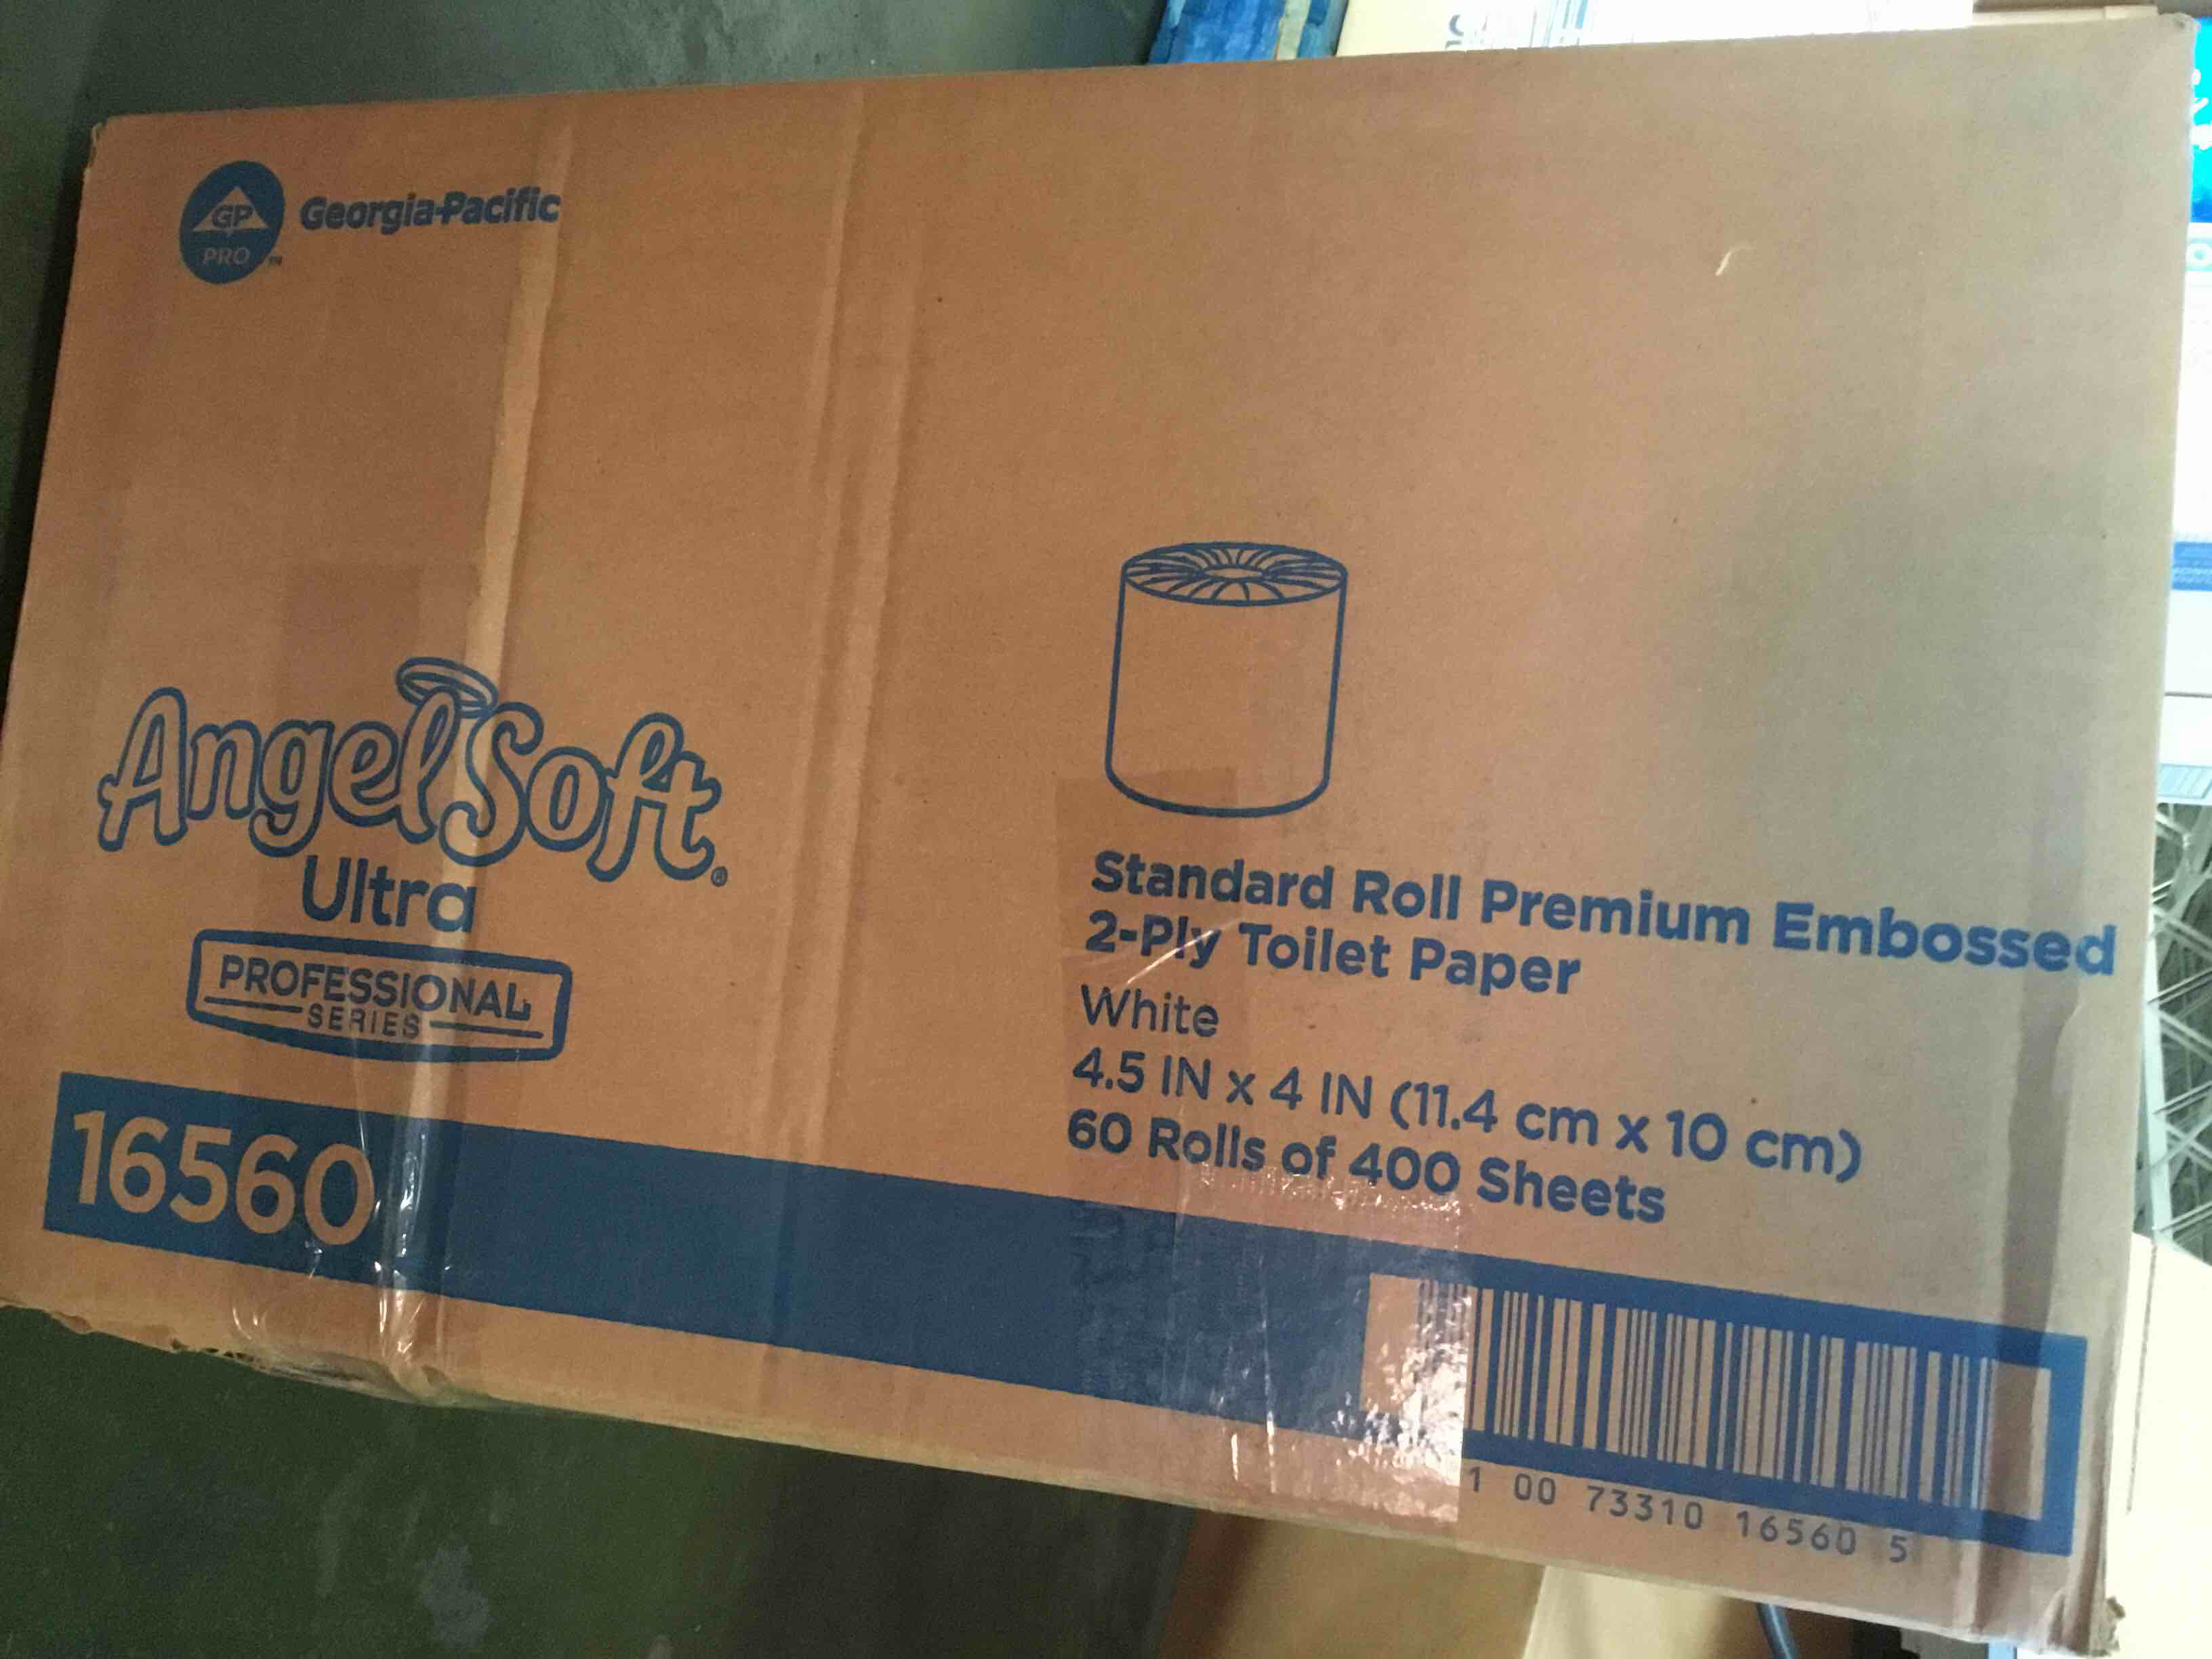 GP
PRO
Georgia-Pacific
Angel Soft®
Ultra
PROFESSIONAL
SERIES
16560
Standard Roll Premium Embossed
2-Ply Toilet Paper
White
4.5 IN x 4 IN (11.4 cm x 10 cm)
60 Rolls of 400 Sheets
1 00 73310 16560 5